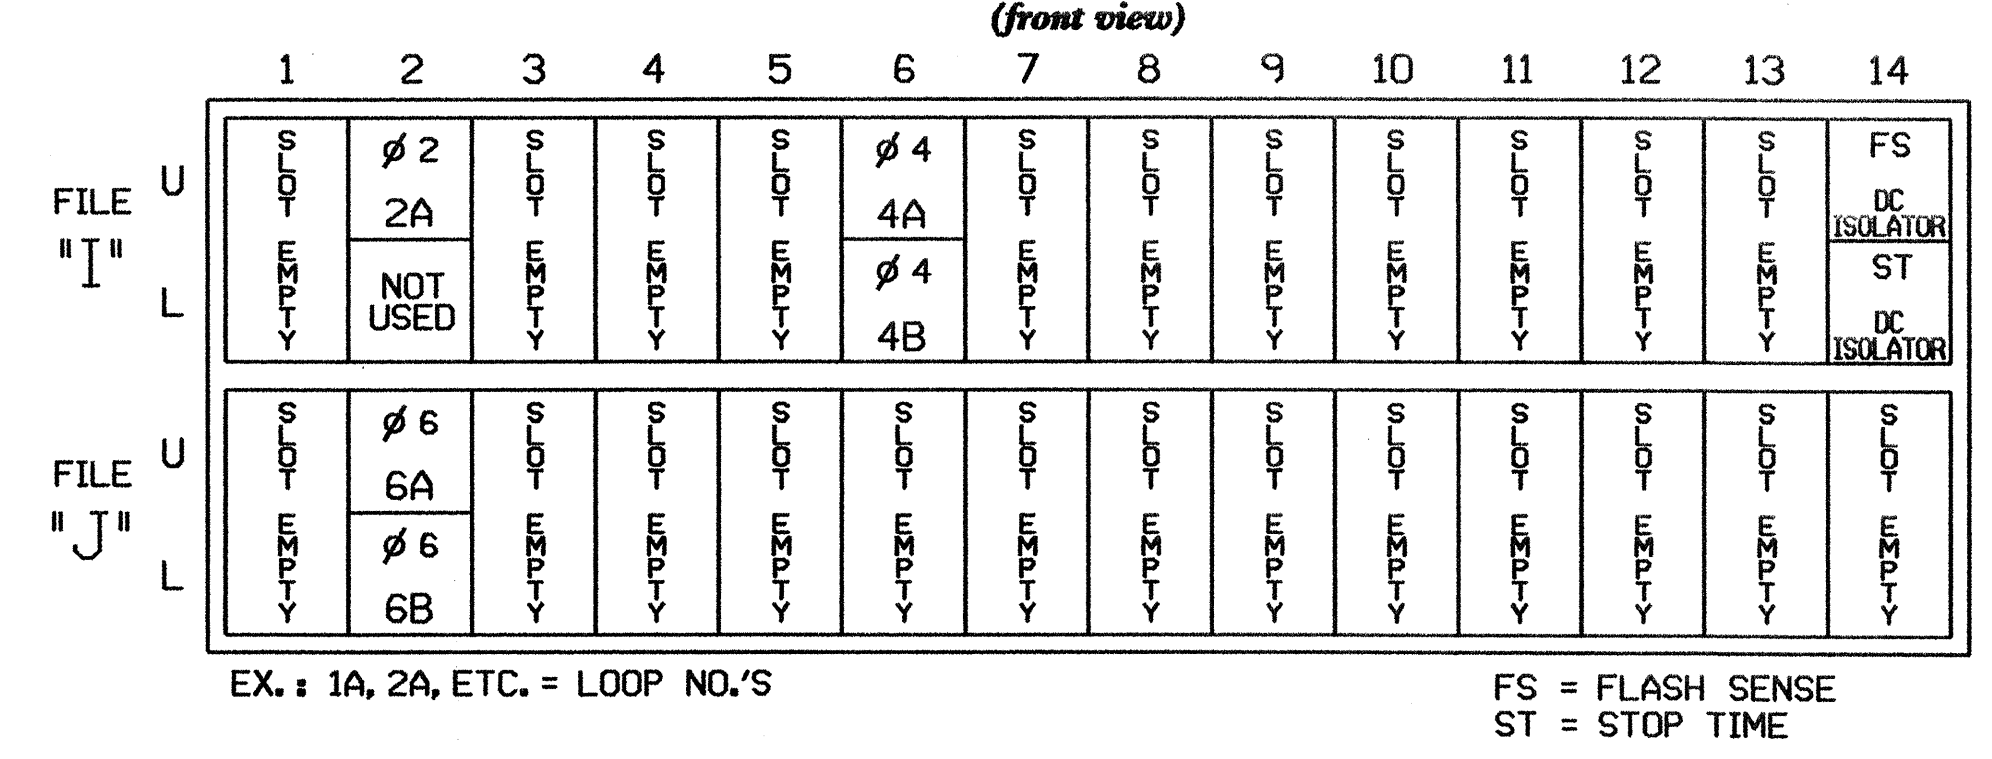 (front view)
1 2 3 4 5 6 7 8 9 10 11 12 13 14
FILE "I"
U
L
SLOT EMPTY
Ø 2
2A
NOT
USED
SLOT EMPTY
SLOT EMPTY
SLOT EMPTY
Ø 4
4A
Ø 4
4B
SLOT EMPTY
SLOT EMPTY
SLOT EMPTY
SLOT EMPTY
SLOT EMPTY
SLOT EMPTY
SLOT EMPTY
FS
DC
ISOLATOR
ST
DC
ISOLATOR
FILE "J"
U
L
SLOT EMPTY
Ø 6
6A
Ø 6
6B
SLOT EMPTY
SLOT EMPTY
SLOT EMPTY
SLOT EMPTY
SLOT EMPTY
SLOT EMPTY
SLOT EMPTY
SLOT EMPTY
SLOT EMPTY
SLOT EMPTY
SLOT EMPTY
SLOT EMPTY
EX. : 1A, 2A, ETC. = LOOP NO.'S
FS = FLASH SENSE
ST = STOP TIME